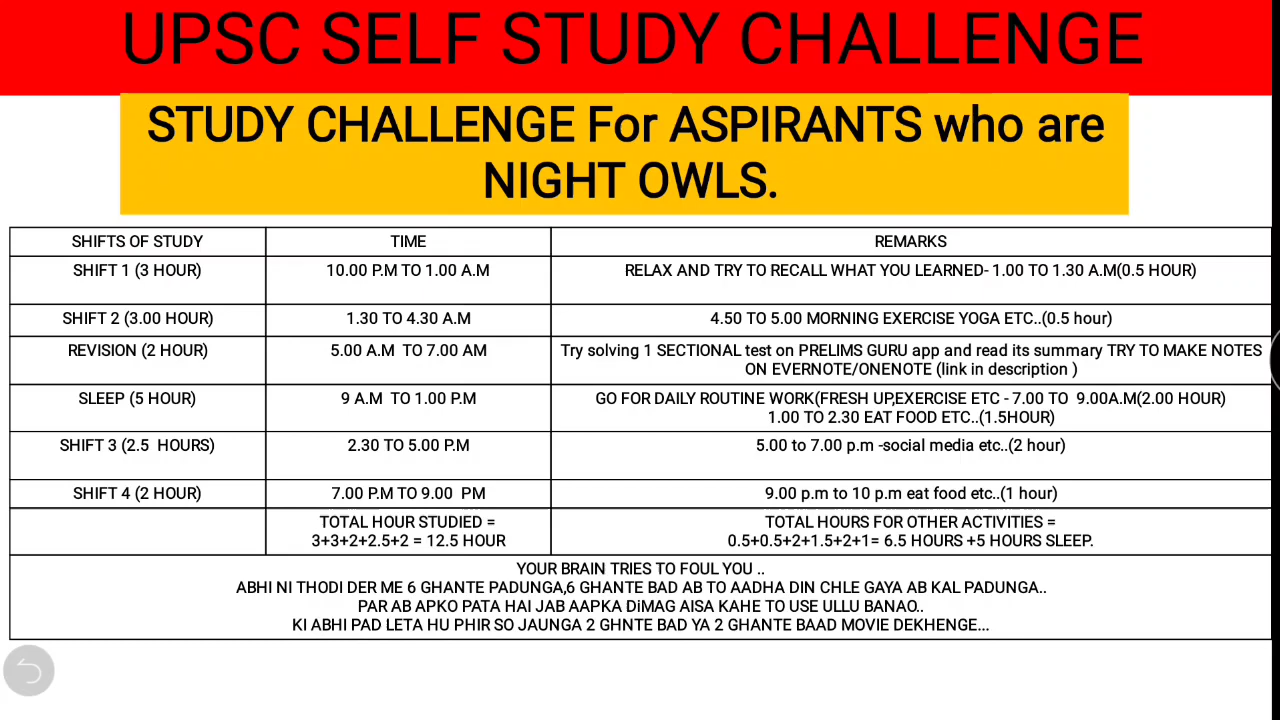 UPSC SELF STUDY CHALLENGE
STUDY CHALLENGE For ASPIRANTS who are
NIGHT OWLS.
SHIFTS OF STUDY TIME REMARKS
SHIFT 1 (3 HOUR) 10.00 P.M TO 1.00 A.M RELAX AND TRY TO RECALL WHAT YOU LEARNED- 1.00 TO 1.30 A.M(0.5 HOUR)
SHIFT 2 (3.00 HOUR) 1.30 TO 4.30 A.M 4.50 TO 5.00 MORNING EXERCISE YOGA ETC..(0.5 hour)
REVISION (2 HOUR) 5.00 A.M TO 7.00 AM Try solving 1 SECTIONAL test on PRELIMS GURU app and read its summary TRY TO MAKE NOTES
ON EVERNOTE/ONENOTE (link in description )
SLEEP (5 HOUR) 9 A.M TO 1.00 P.M GO FOR DAILY ROUTINE WORK(FRESH UP,EXERCISE ETC - 7.00 TO 9.00A.M(2.00 HOUR)
1.00 TO 2.30 EAT FOOD ETC..(1.5HOUR)
SHIFT 3 (2.5 HOURS) 2.30 TO 5.00 P.M 5.00 to 7.00 p.m -social media etc..(2 hour)
SHIFT 4 (2 HOUR) 7.00 P.M TO 9.00 PM 9.00 p.m to 10 p.m eat food etc..(1 hour)
TOTAL HOUR STUDIED = TOTAL HOURS FOR OTHER ACTIVITIES =
3+3+2+2.5+2 = 12.5 HOUR 0.5+0.5+2+1.5+2+1= 6.5 HOURS +5 HOURS SLEEP.
YOUR BRAIN TRIES TO FOUL YOU ..
ABHI NI THODI DER ME 6 GHANTE PADUNGA,6 GHANTE BAD AB TO AADHA DIN CHLE GAYA AB KAL PADUNGA..
PAR AB APKO PATA HAI JAB AAPKA DiMAG AISA KAHE TO USE ULLU BANAO..
KI ABHI PAD LETA HU PHIR SO JAUNGA 2 GHNTE BAD YA 2 GHANTE BAAD MOVIE DEKHENGE...